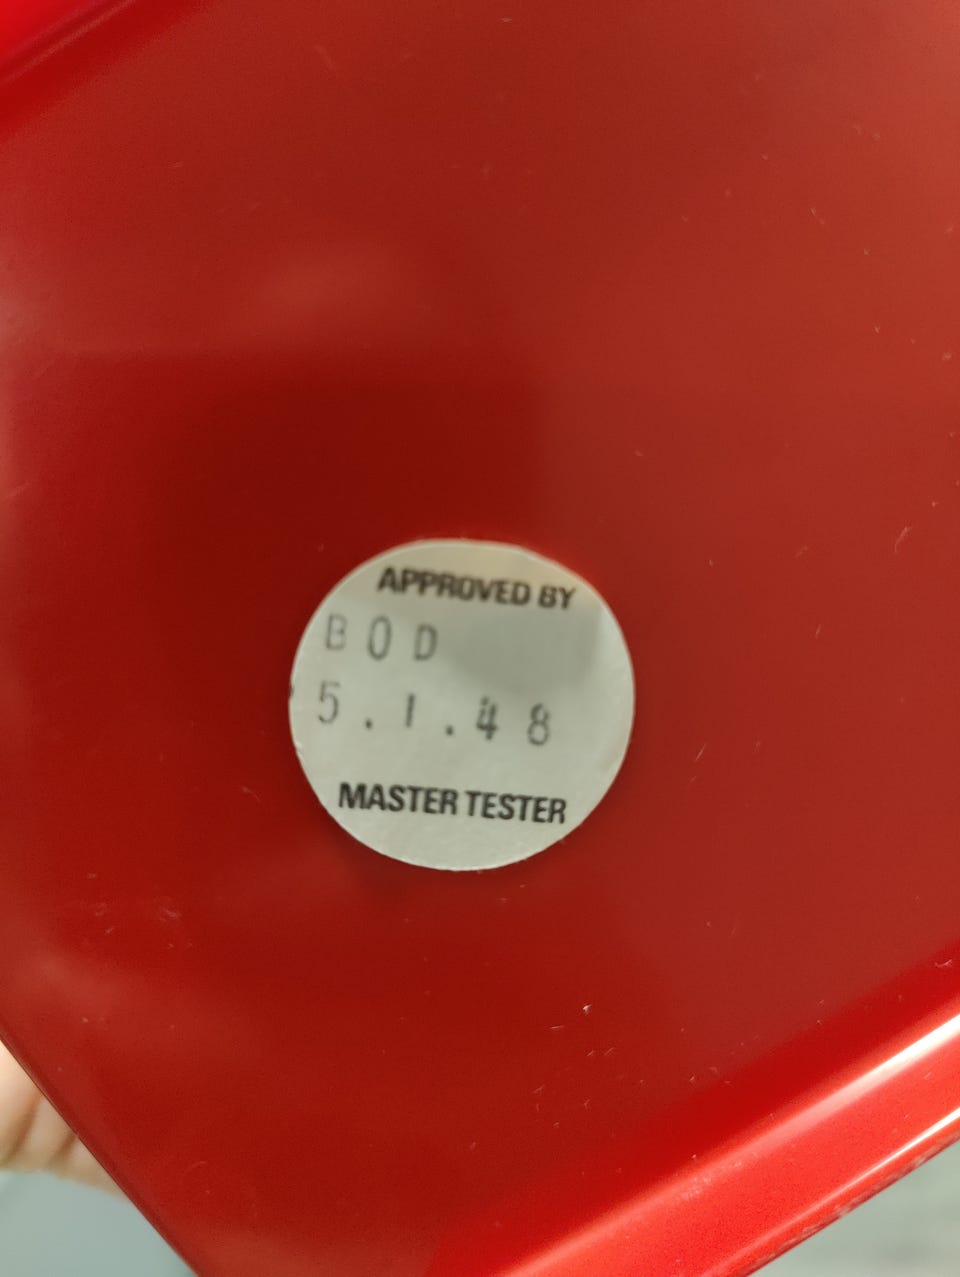 APPROVED BY
BOD
5.1.48
MASTER TESTER